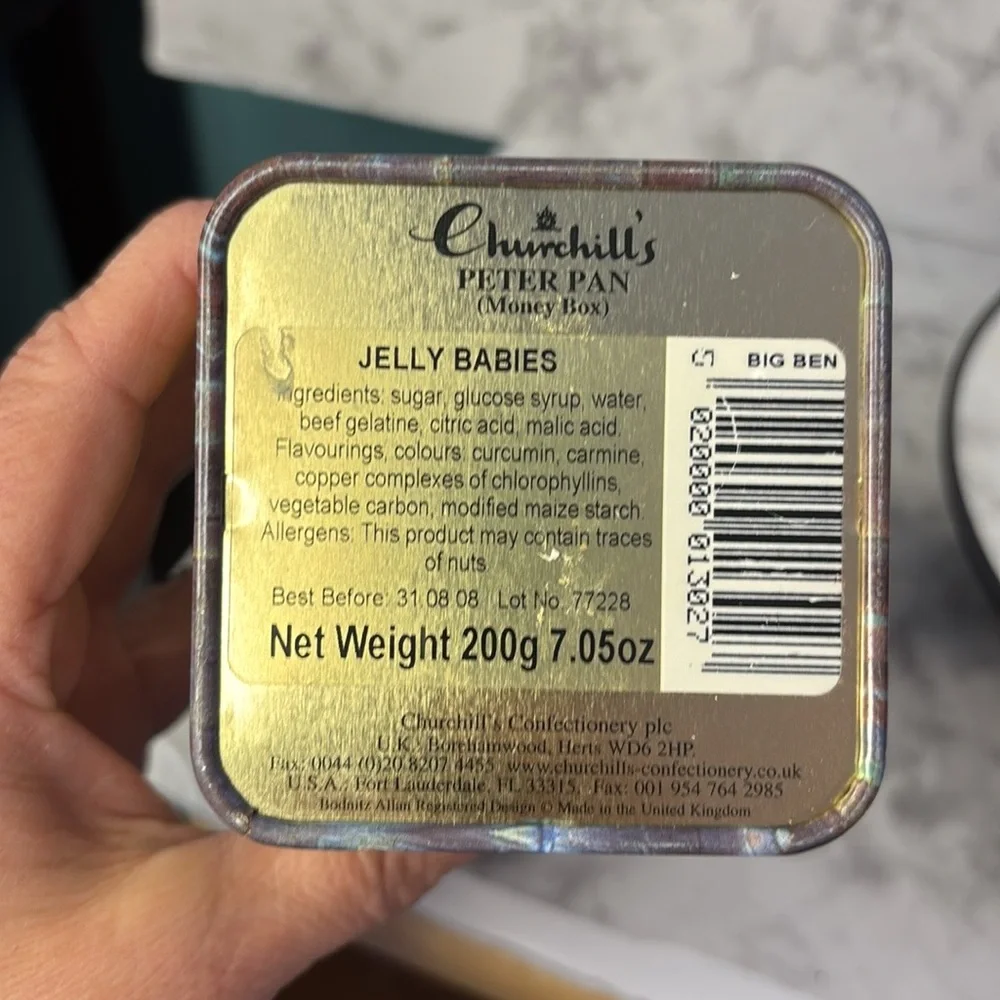 Churchill's
PETER PAN
(Money Box)
JELLY BABIES
Ingredients: sugar, glucose syrup, water,
beef gelatine, citric acid, malic acid.
Flavourings, colours: curcumin, carmine,
copper complexes of chlorophyllins,
vegetable carbon, modified maize starch.
Allergens: This product may contain traces
of nuts
Best Before: 31 08 08 Lot No. 77228
Net Weight 200g 7.05oz
BIG BEN
5 020000 013027
Churchill's Confectionery plc
U.K.: Borehamwood, Herts WD6 2HP.
Fax: 0044 (0)20 8207 4455 www.churchills-confectionery.co.uk
U.S.A.: Fort Lauderdale, FL 33315, Fax: 001 954 764 2985
Bodnitz Allan Registered Design © Made in the United Kingdom